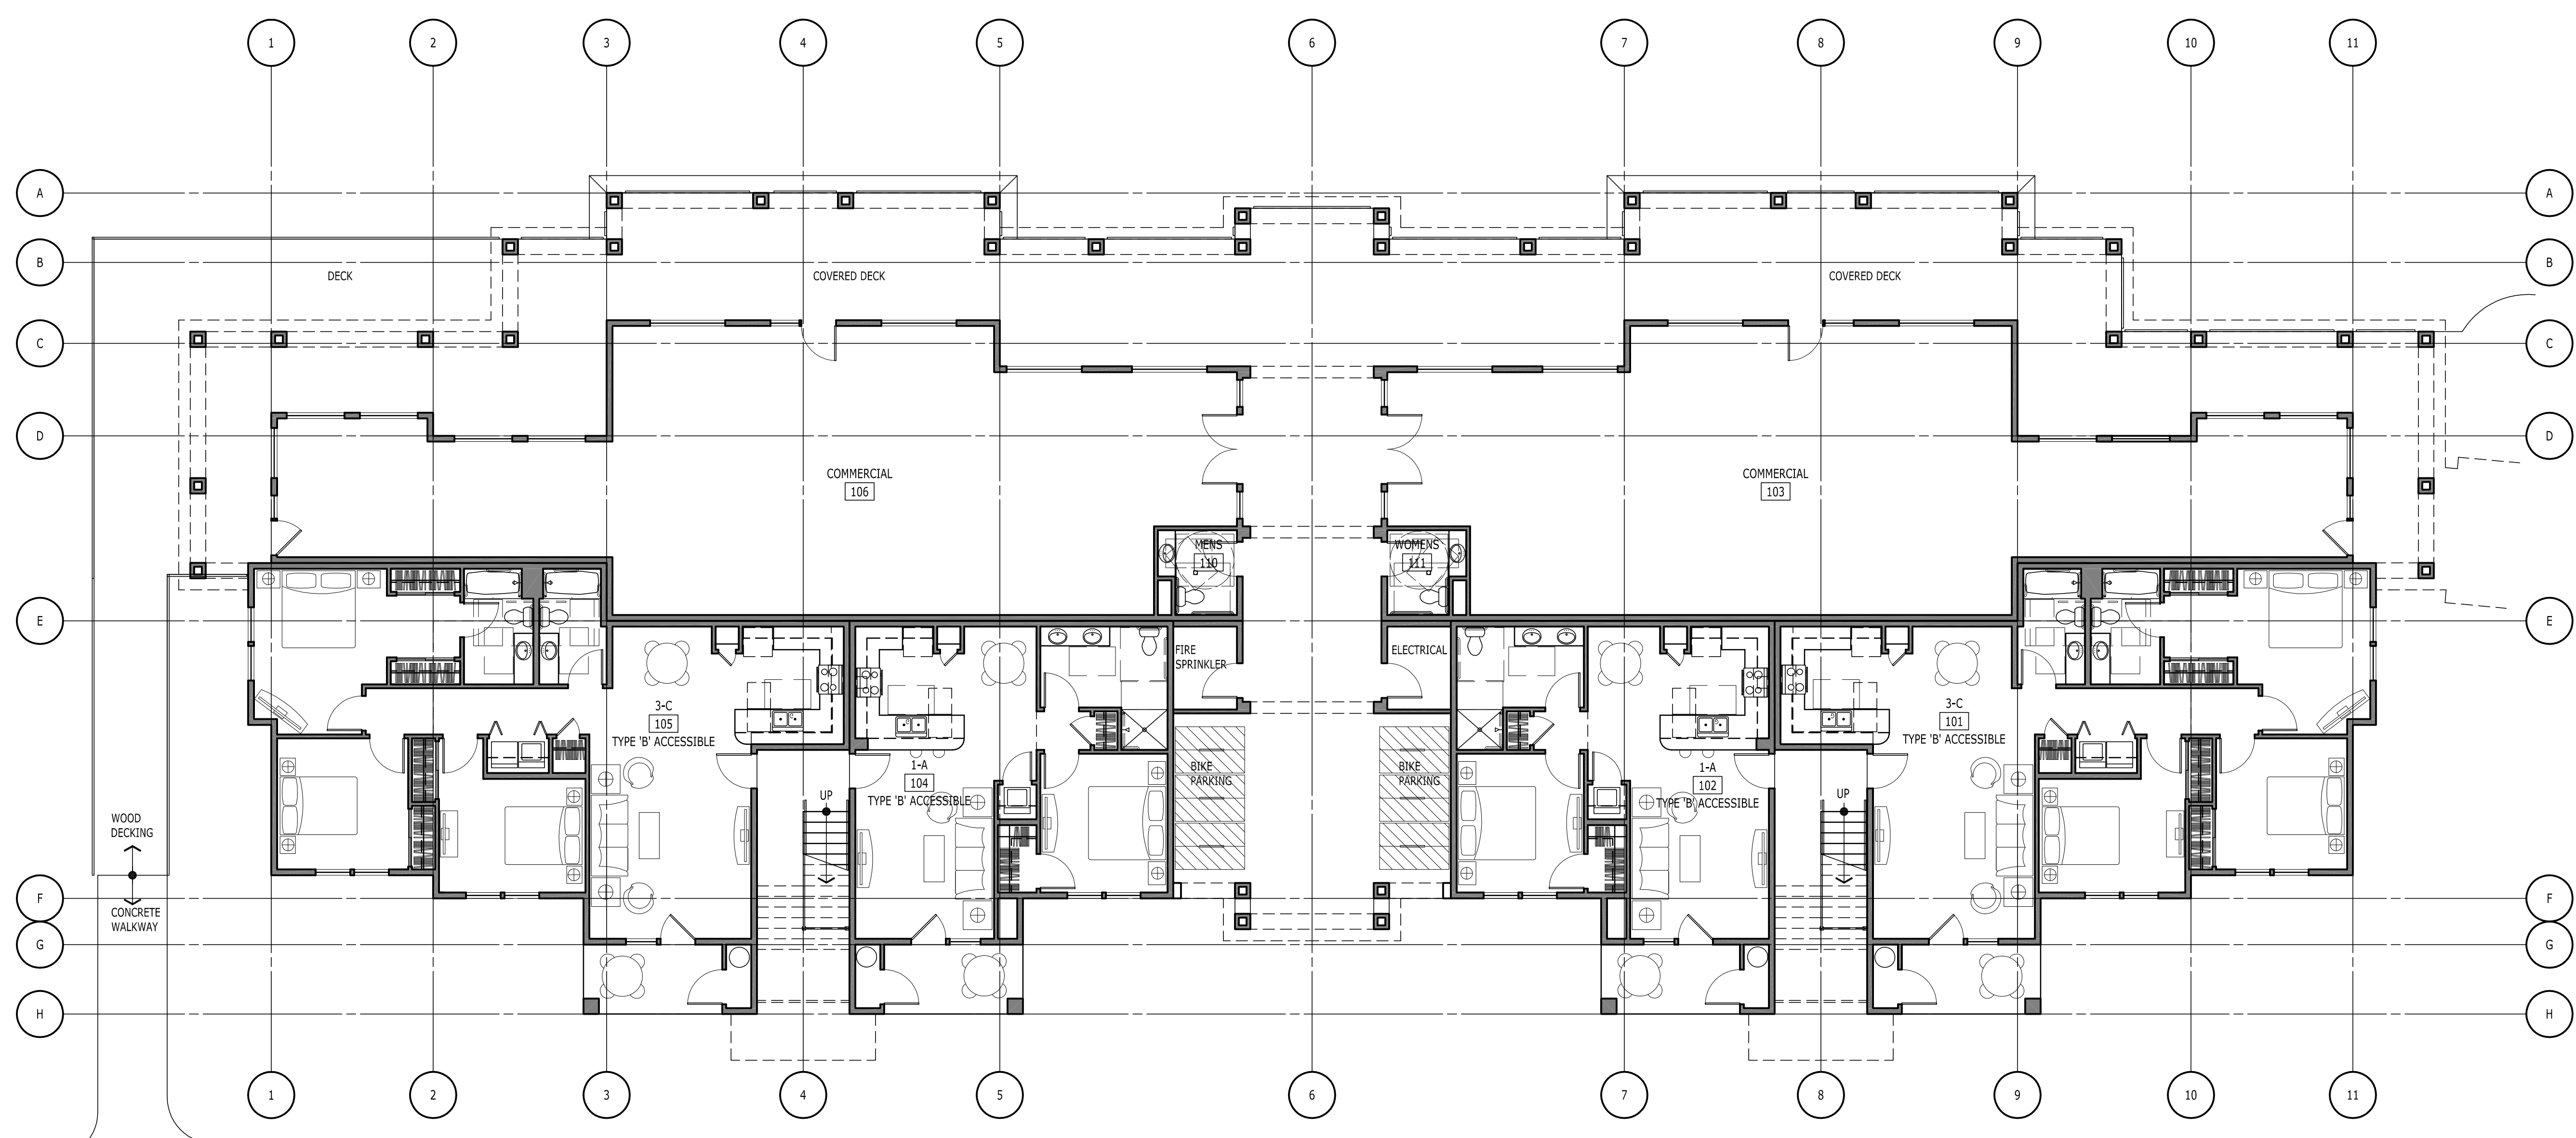 1
2
3
4
5
6
7
8
9
10
11
A
A
B
B
DECK
COVERED DECK
COVERED DECK
C
C
D
D
COMMERCIAL
106
COMMERCIAL
103
MENS
110
WOMENS
111
E
E
FIRE
SPRINKLER
ELECTRICAL
3-C
105
TYPE 'B' ACCESSIBLE
3-C
101
TYPE 'B' ACCESSIBLE
1-A
104
TYPE 'B' ACCESSIBLE
BIKE
PARKING
BIKE
PARKING
1-A
102
TYPE 'B' ACCESSIBLE
UP
UP
WOOD
DECKING
F
F
CONCRETE
WALKWAY
G
G
H
H
1
2
3
4
5
6
7
8
9
10
11